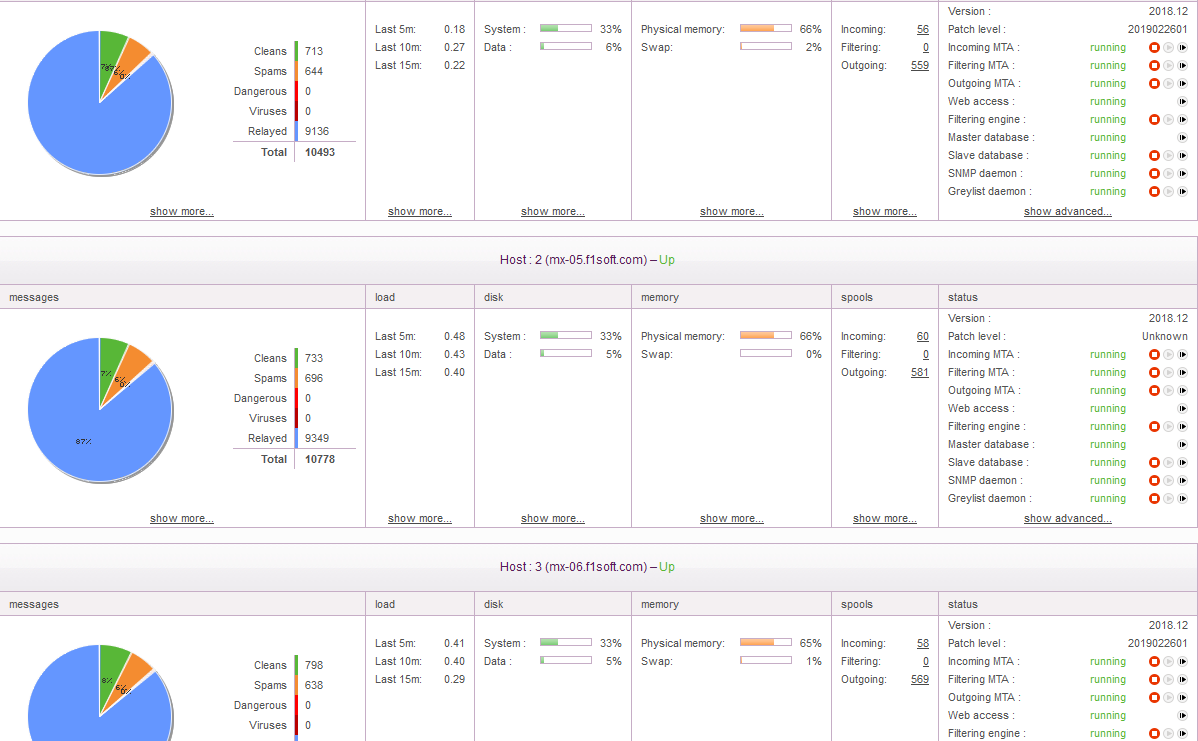 Version : 2018.12
Last 5m: 0.18 System : 33% Physical memory: 66% Incoming: 56 Patch level : 2019022601
Cleans 713 Last 10m: 0.27 Data : 6% Swap: 2% Filtering: 0 Incoming MTA : running
Spams 644 Last 15m: 0.22 Outgoing: 559 Filtering MTA : running
Dangerous 0 Outgoing MTA : running
Viruses 0 Web access : running
Relayed 9136 Filtering engine : running
Total 10493 Master database : running
Slave database : running
SNMP daemon : running
Greylist daemon : running
show more... show more... show more... show more... show more... show advanced...
Host : 2 (mx-05.f1soft.com) – Up
messages load disk memory spools status
Version : 2018.12
Last 5m: 0.48 System : 33% Physical memory: 66% Incoming: 60 Patch level : Unknown
Cleans 733 Last 10m: 0.43 Data : 5% Swap: 0% Filtering: 0 Incoming MTA : running
7% 6% 0% Spams 696 Last 15m: 0.40 Outgoing: 581 Filtering MTA : running
Dangerous 0 Outgoing MTA : running
Viruses 0 Web access : running
87% Relayed 9349 Filtering engine : running
Total 10778 Master database : running
Slave database : running
SNMP daemon : running
Greylist daemon : running
show more... show more... show more... show more... show more... show advanced...
Host : 3 (mx-06.f1soft.com) – Up
messages load disk memory spools status
Version : 2018.12
Last 5m: 0.41 System : 33% Physical memory: 65% Incoming: 58 Patch level : 2019022601
Cleans 798 Last 10m: 0.40 Data : 5% Swap: 1% Filtering: 0 Incoming MTA : running
8% 6% 0% Spams 638 Last 15m: 0.29 Outgoing: 569 Filtering MTA : running
Dangerous 0 Outgoing MTA : running
Viruses 0 Web access : running
Filtering engine : running